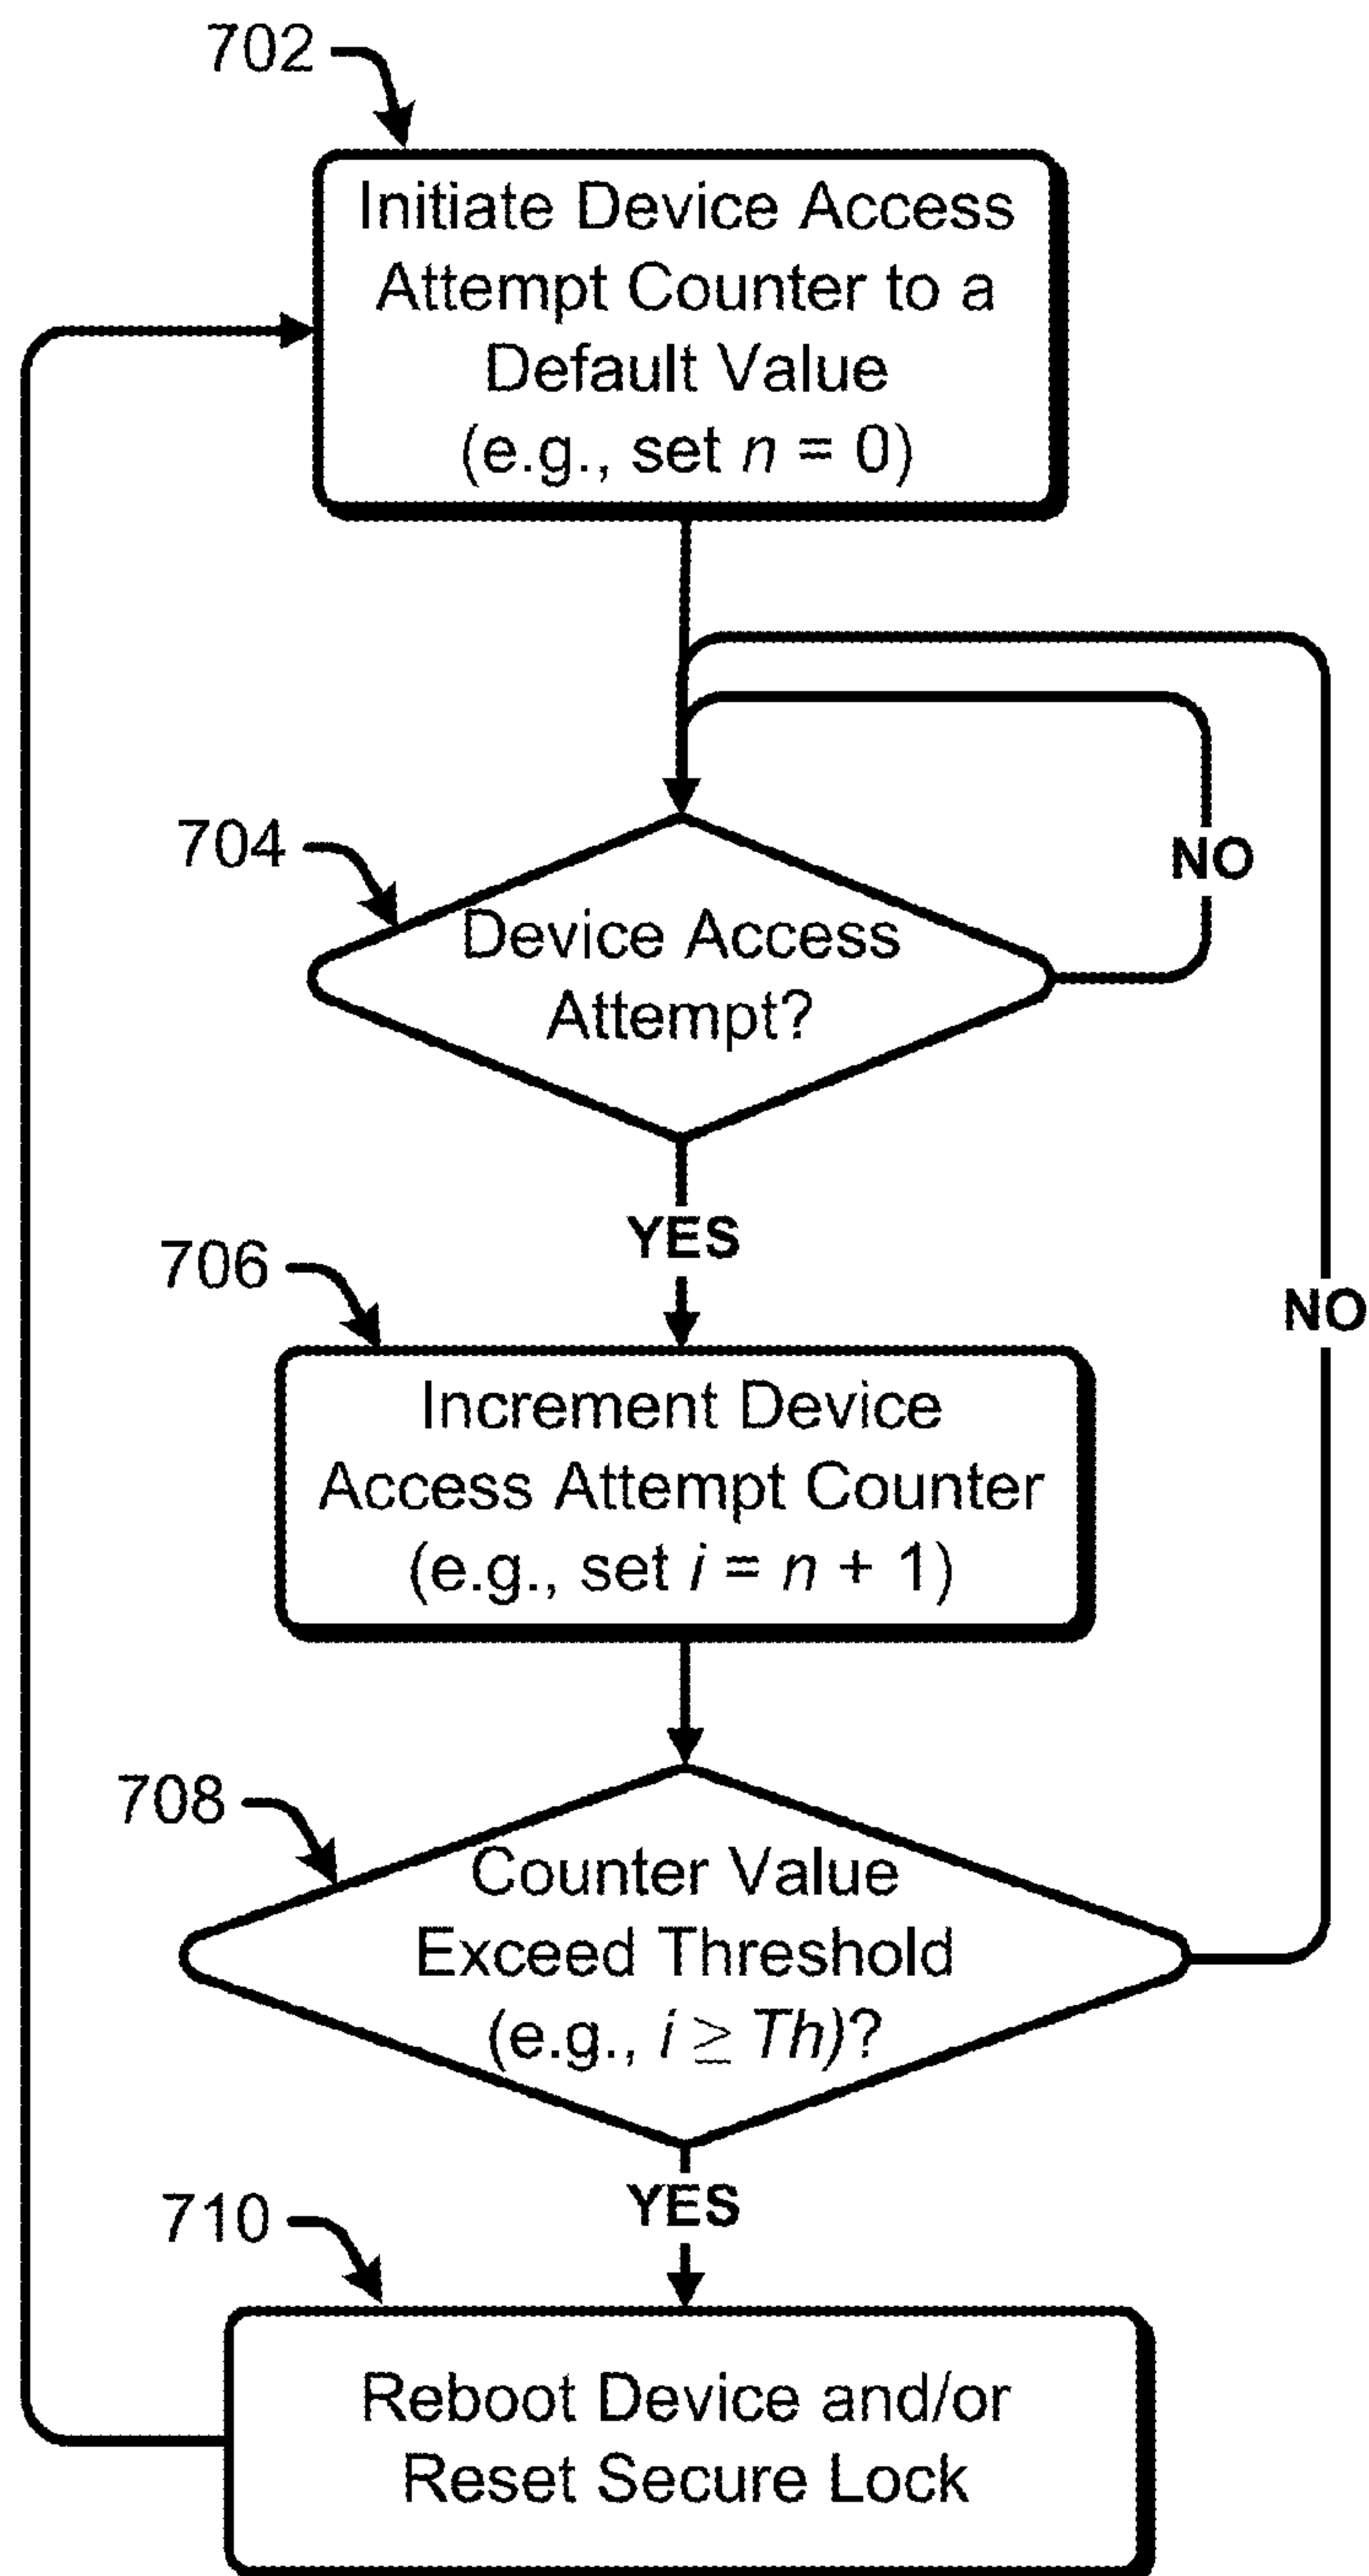 702
Initiate Device Access
Attempt Counter to a
Default Value
(e.g., set n = 0)
704
Device Access
Attempt?
NO
YES
706
Increment Device
Access Attempt Counter
(e.g., set i = n + 1)
NO
708
Counter Value
Exceed Threshold
(e.g., i ≥ Th)?
YES
710
Reboot Device and/or
Reset Secure Lock